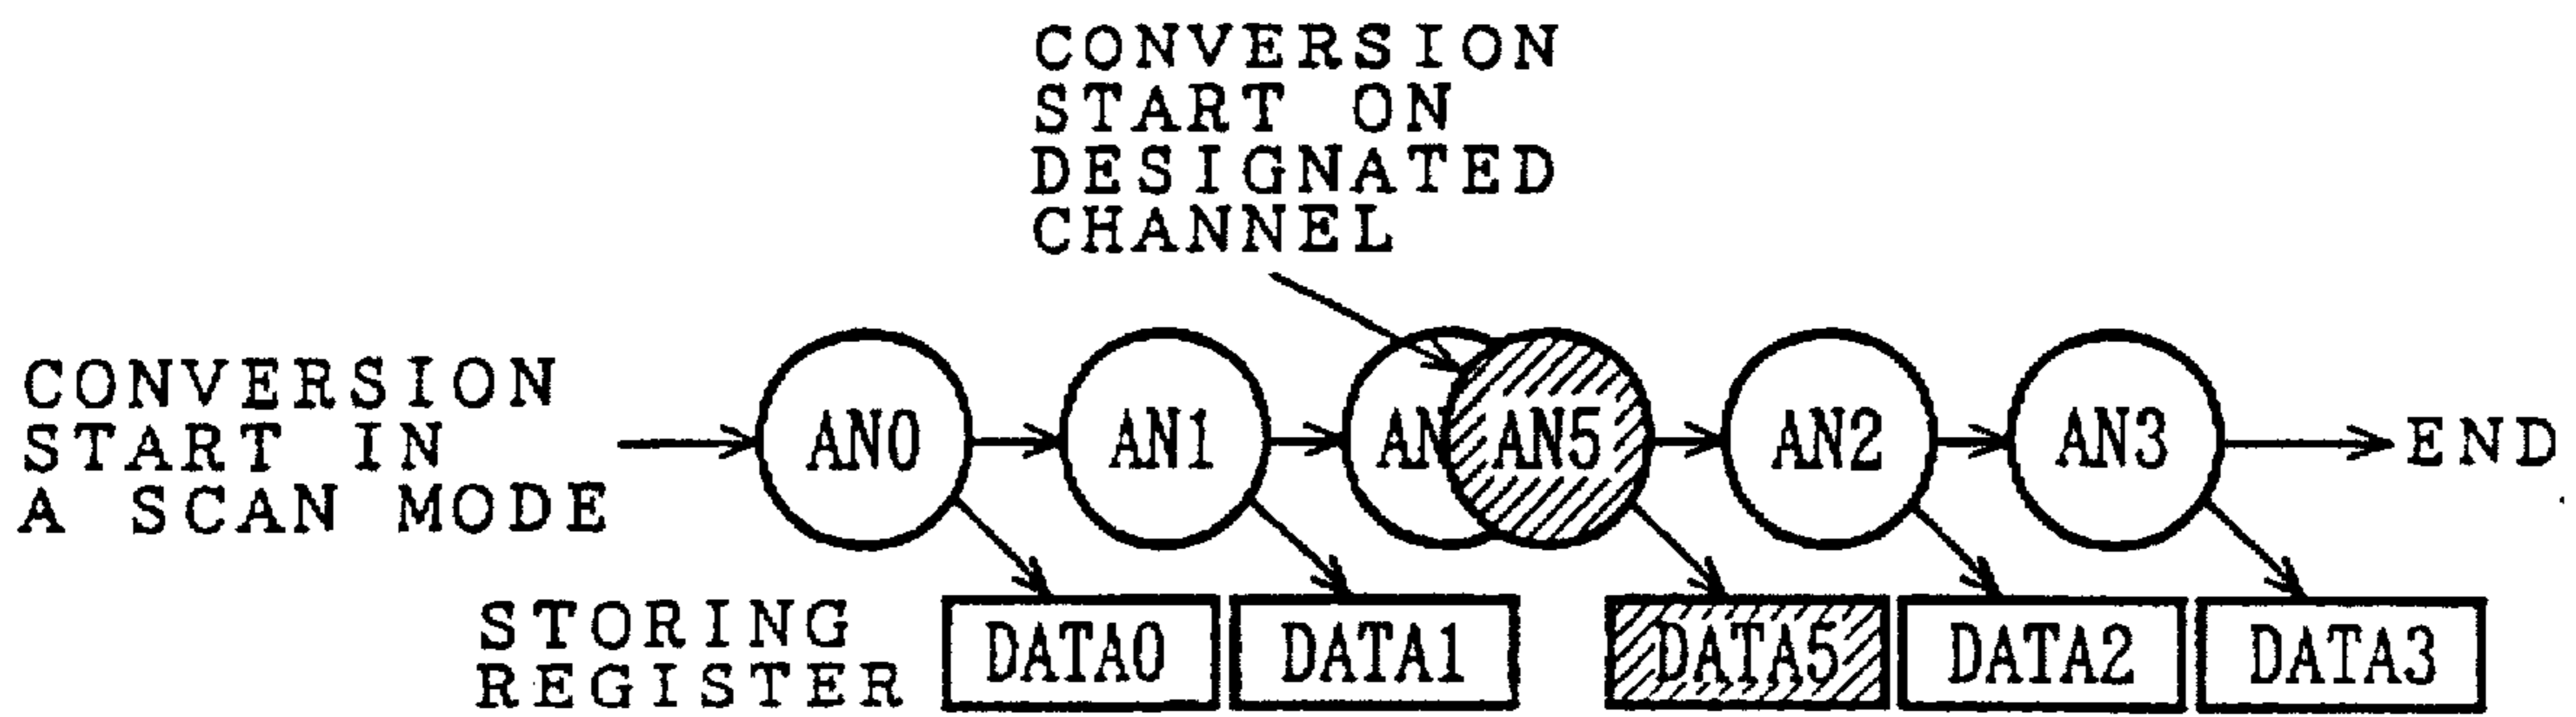 CONVERSION
START ON
DESIGNATED
CHANNEL
CONVERSION
START IN
A SCAN MODE
AN0
AN1
AN
AN5
AN2
AN3
END
STORING
REGISTER
DATA0
DATA1
DATA5
DATA2
DATA3